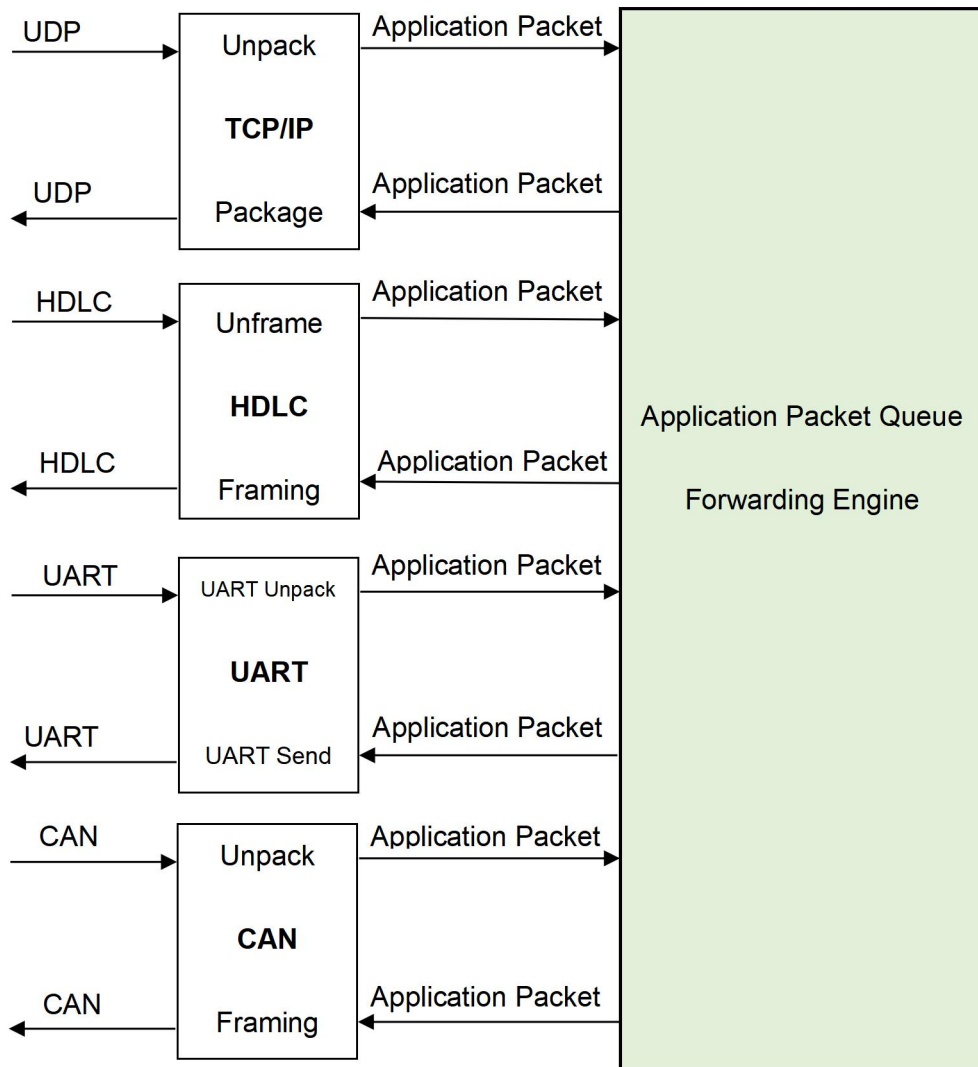 UDP
Unpack
Application Packet
TCP/IP
UDP
Package
Application Packet
HDLC
Unframe
Application Packet
HDLC
HDLC
Framing
Application Packet
Application Packet Queue
Forwarding Engine
UART
UART Unpack
Application Packet
UART
UART
UART Send
Application Packet
CAN
Unpack
Application Packet
CAN
CAN
Framing
Application Packet